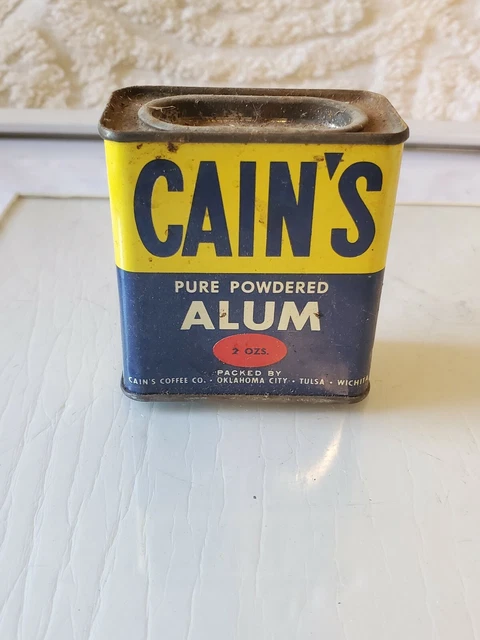 CAIN'S
PURE POWDERED
ALUM
2 OZS.
PACKED BY
CAIN'S COFFEE CO. • OKLAHOMA CITY • TULSA • WICHITA